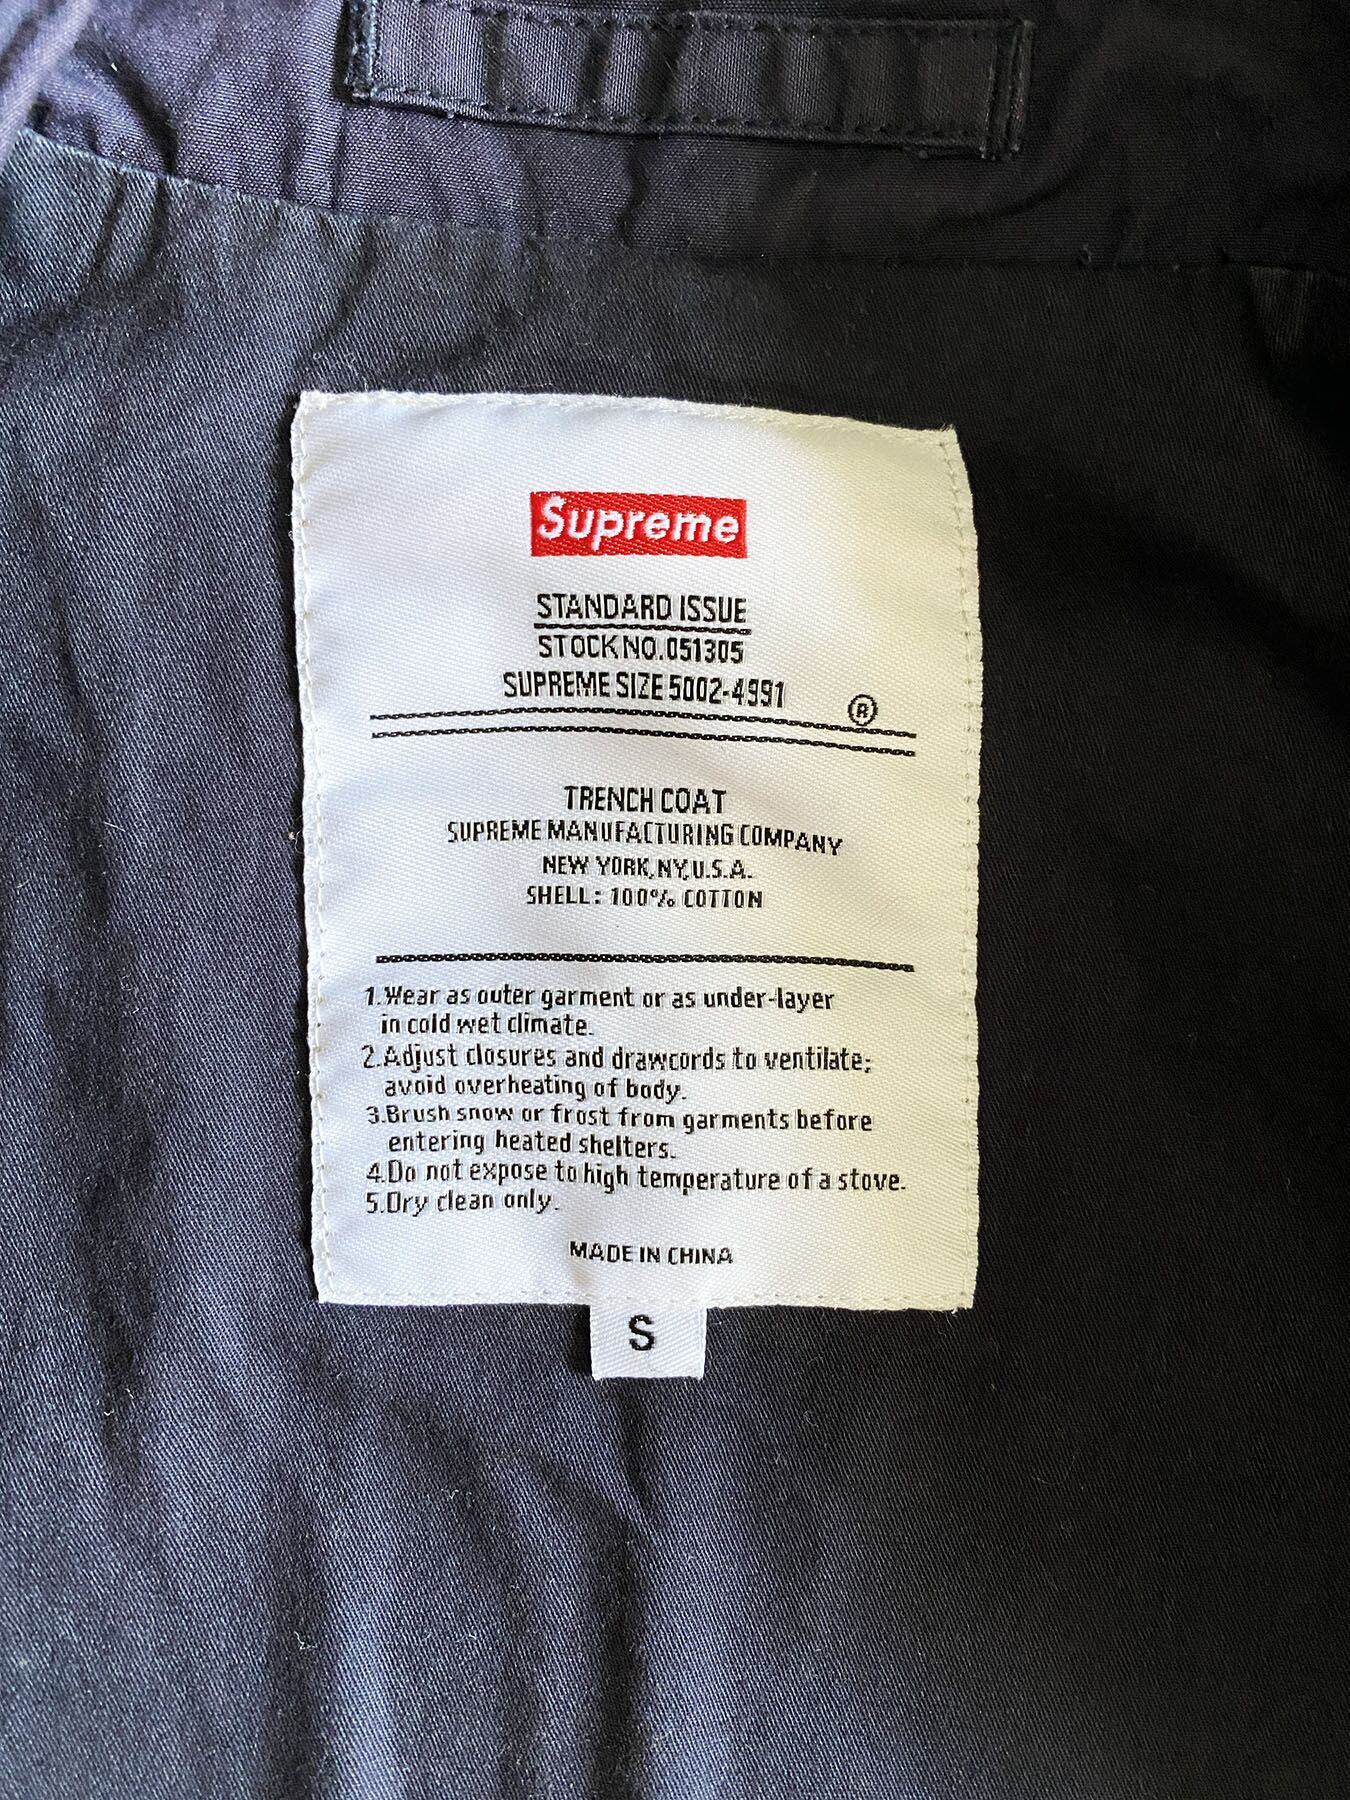 Supreme
STANDARD ISSUE
STOCK NO.051305
SUPREME SIZE 5002-4991
®
TRENCH COAT
SUPREME MANUFACTURING COMPANY
NEW YORK,NY,U.S.A.
SHELL: 100% COTTON
1.Wear as outer garment or as under-layer
in cold wet climate.
2.Adjust closures and drawcords to ventilate;
avoid overheating of body.
3.Brush snow or frost from garments before
entering heated shelters.
4.Do not expose to high temperature of a stove.
5.Dry clean only.
MADE IN CHINA
S